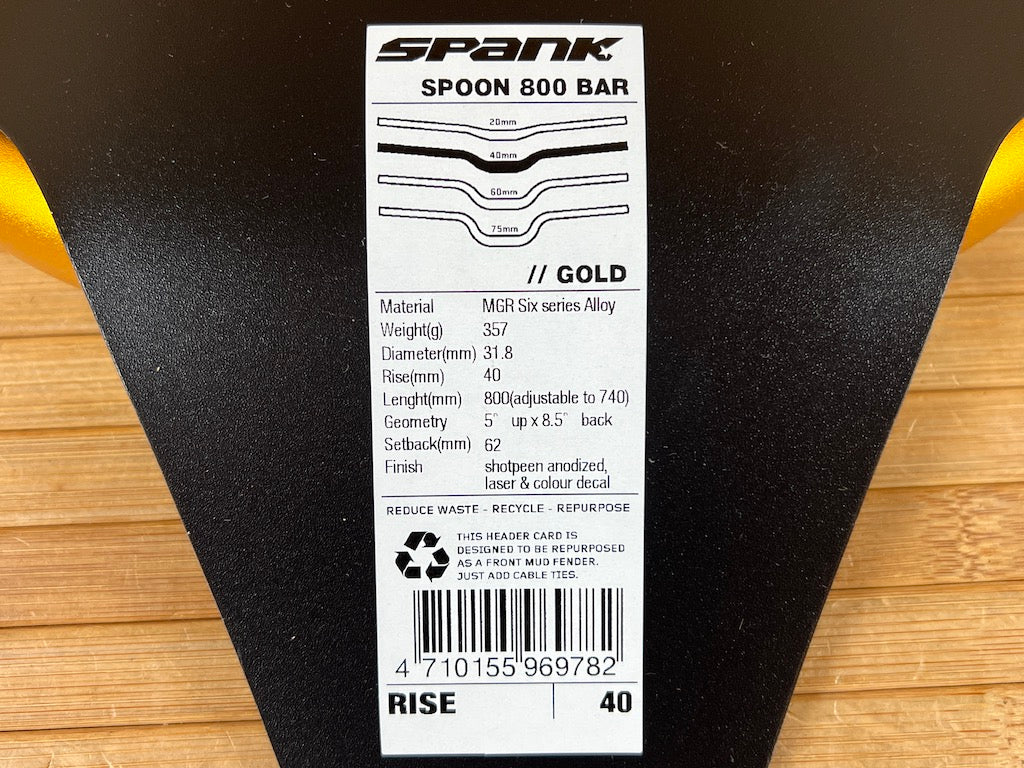 SPANK
SPOON 800 BAR
20mm
40mm
60mm
75mm
// GOLD
Material MGR Six series Alloy
Weight(g) 357
Diameter(mm) 31.8
Rise(mm) 40
Lenght(mm) 800(adjustable to 740)
Geometry 5° up x 8.5° back
Setback(mm) 62
Finish shotpeen anodized,
laser & colour decal
REDUCE WASTE - RECYCLE - REPURPOSE
THIS HEADER CARD IS
DESIGNED TO BE REPURPOSED
AS A FRONT MUD FENDER.
JUST ADD CABLE TIES.
4 710155 969782
RISE 40